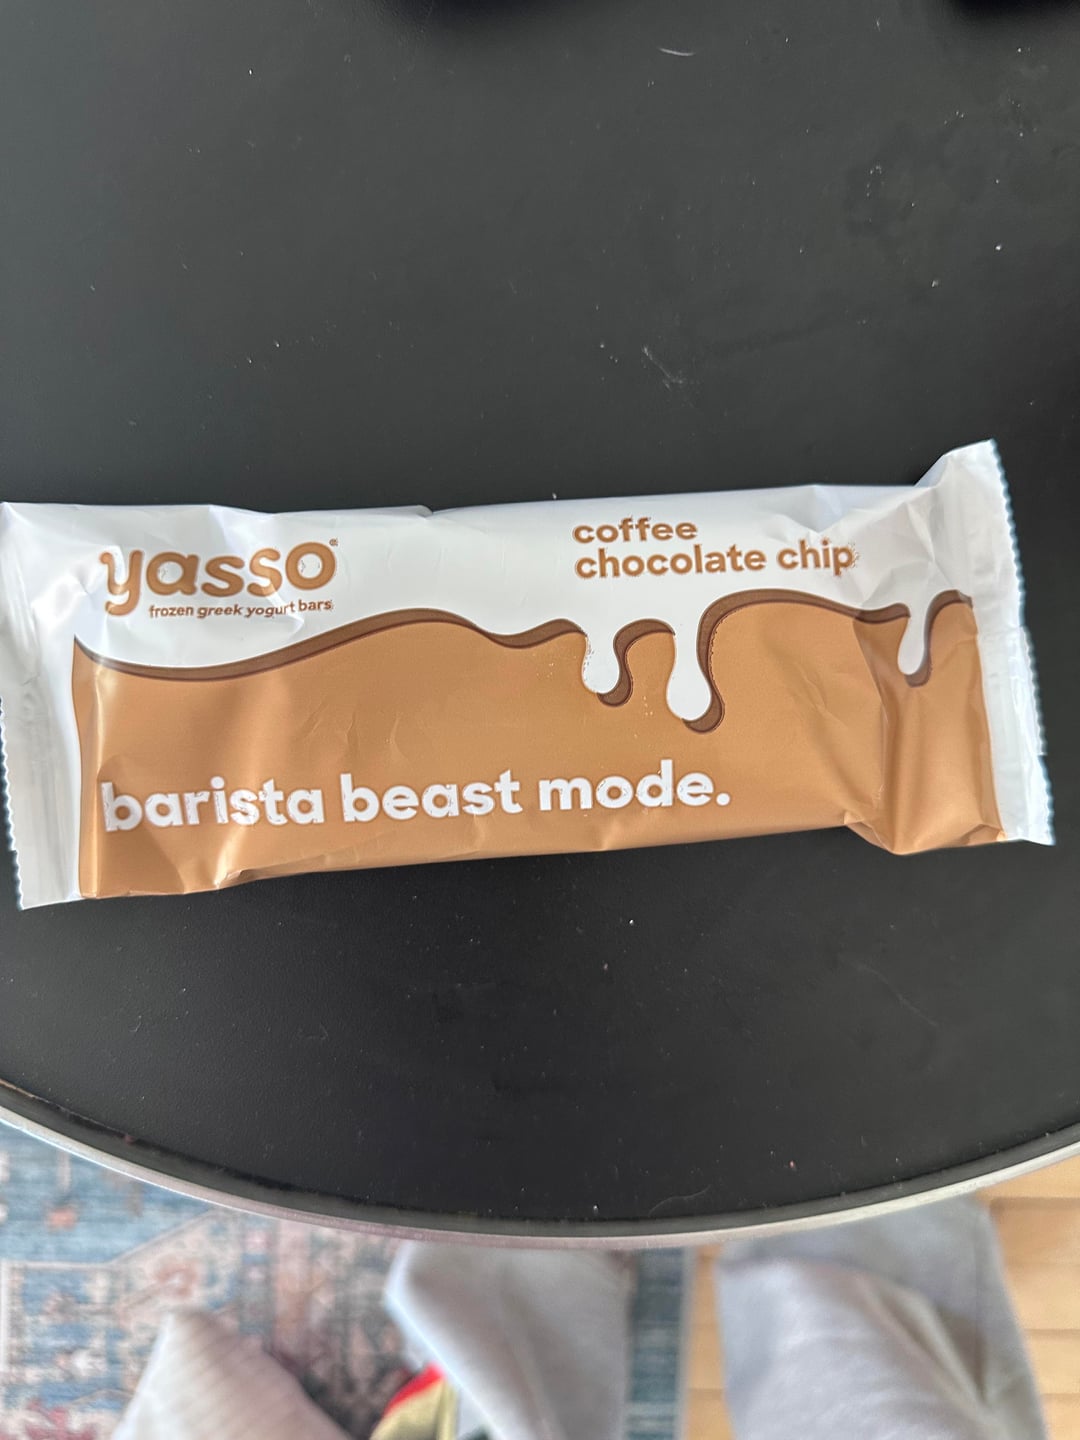 yasso®
frozen greek yogurt bars
coffee
chocolate chip
barista beast mode.